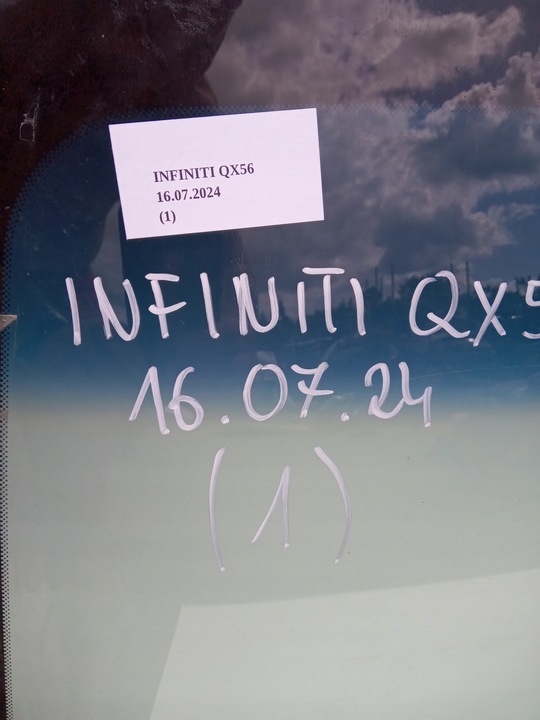 INFINITI QX56
16.07.2024
(1)
INFINITI QX5
16.07.24
(1)